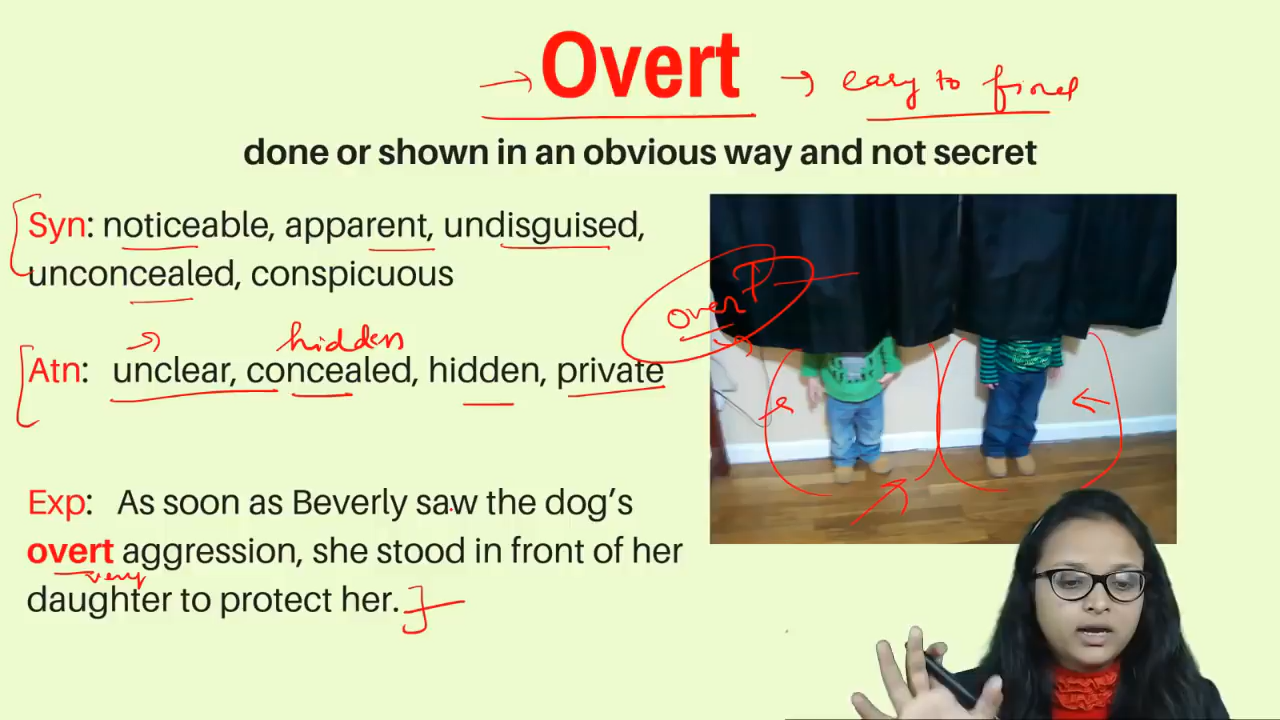 → Overt → easy to find
done or shown in an obvious way and not secret
Syn: noticeable, apparent, undisguised,
unconcealed, conspicuous
overt
hidden
Atn: unclear, concealed, hidden, private
Exp: As soon as Beverly saw the dog's
overt aggression, she stood in front of her
very
daughter to protect her.